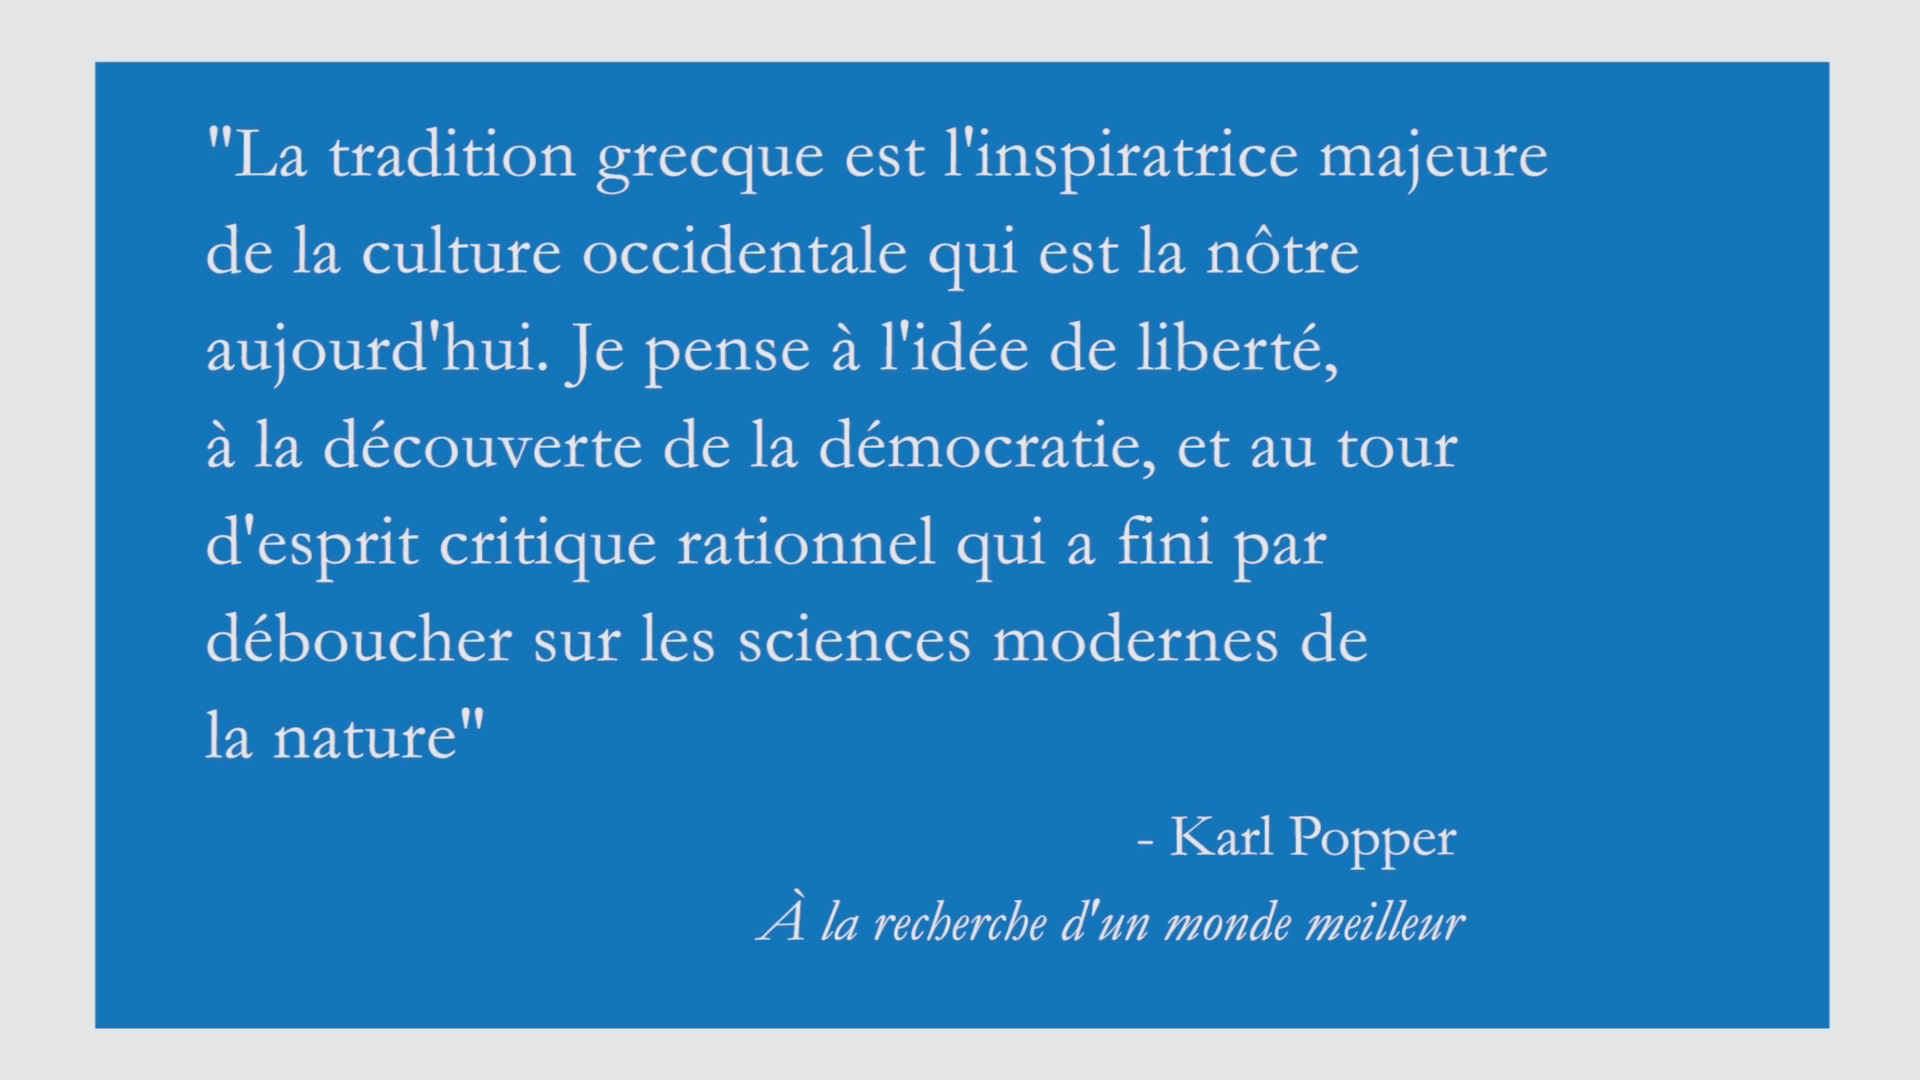 "La tradition grecque est l'inspiratrice majeure
de la culture occidentale qui est la nôtre
aujourd'hui. Je pense à l'idée de liberté,
à la découverte de la démocratie, et au tour
d'esprit critique rationnel qui a fini par
déboucher sur les sciences modernes de
la nature"
- Karl Popper
À la recherche d'un monde meilleur